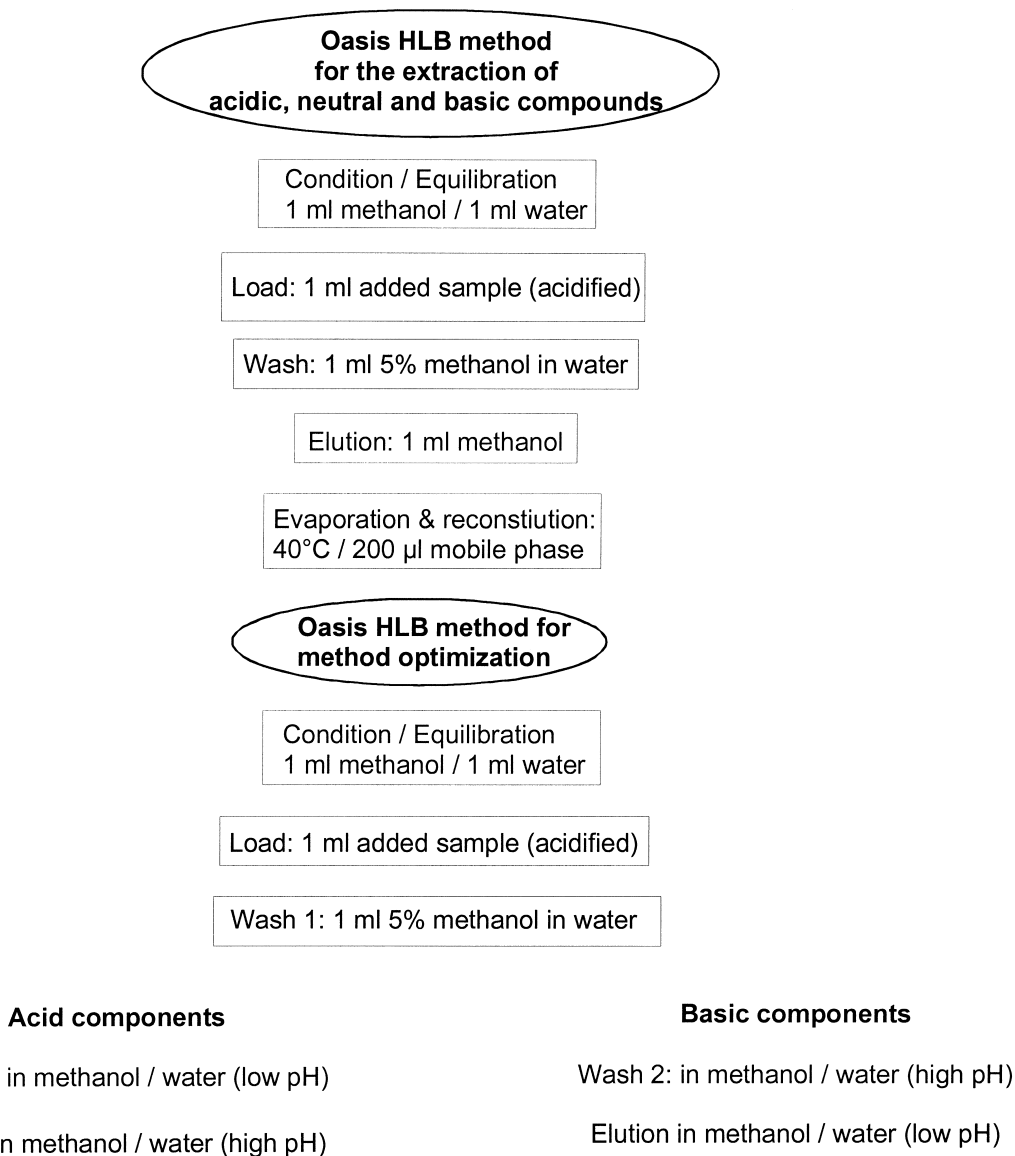 Oasis HLB method
for the extraction of
acidic, neutral and basic compounds
Condition / Equilibration
1 ml methanol / 1 ml water
Load: 1 ml added sample (acidified)
Wash: 1 ml 5% methanol in water
Elution: 1 ml methanol
Evaporation & reconstiution:
40°C / 200 µl mobile phase
Oasis HLB method for
method optimization
Condition / Equilibration
1 ml methanol / 1 ml water
Load: 1 ml added sample (acidified)
Wash 1: 1 ml 5% methanol in water
Acid components
in methanol / water (low pH)
n methanol / water (high pH)
Basic components
Wash 2: in methanol / water (high pH)
Elution in methanol / water (low pH)